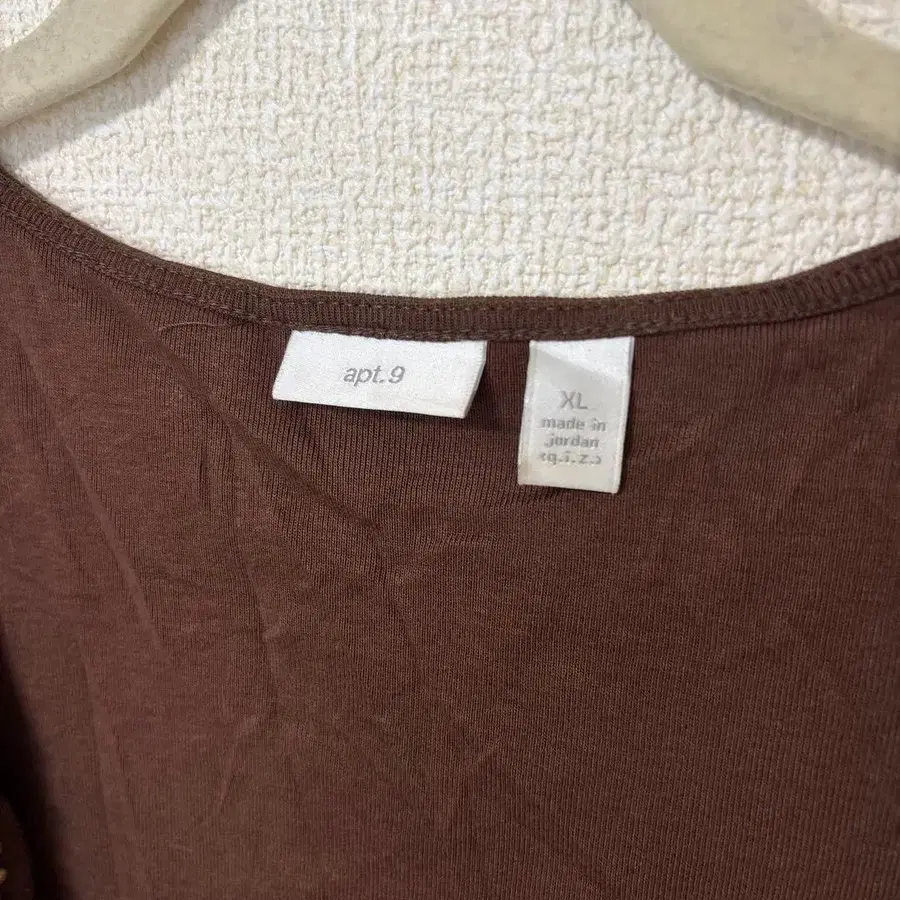 apt.9
XL
made in
jordan
(q.i.z.)